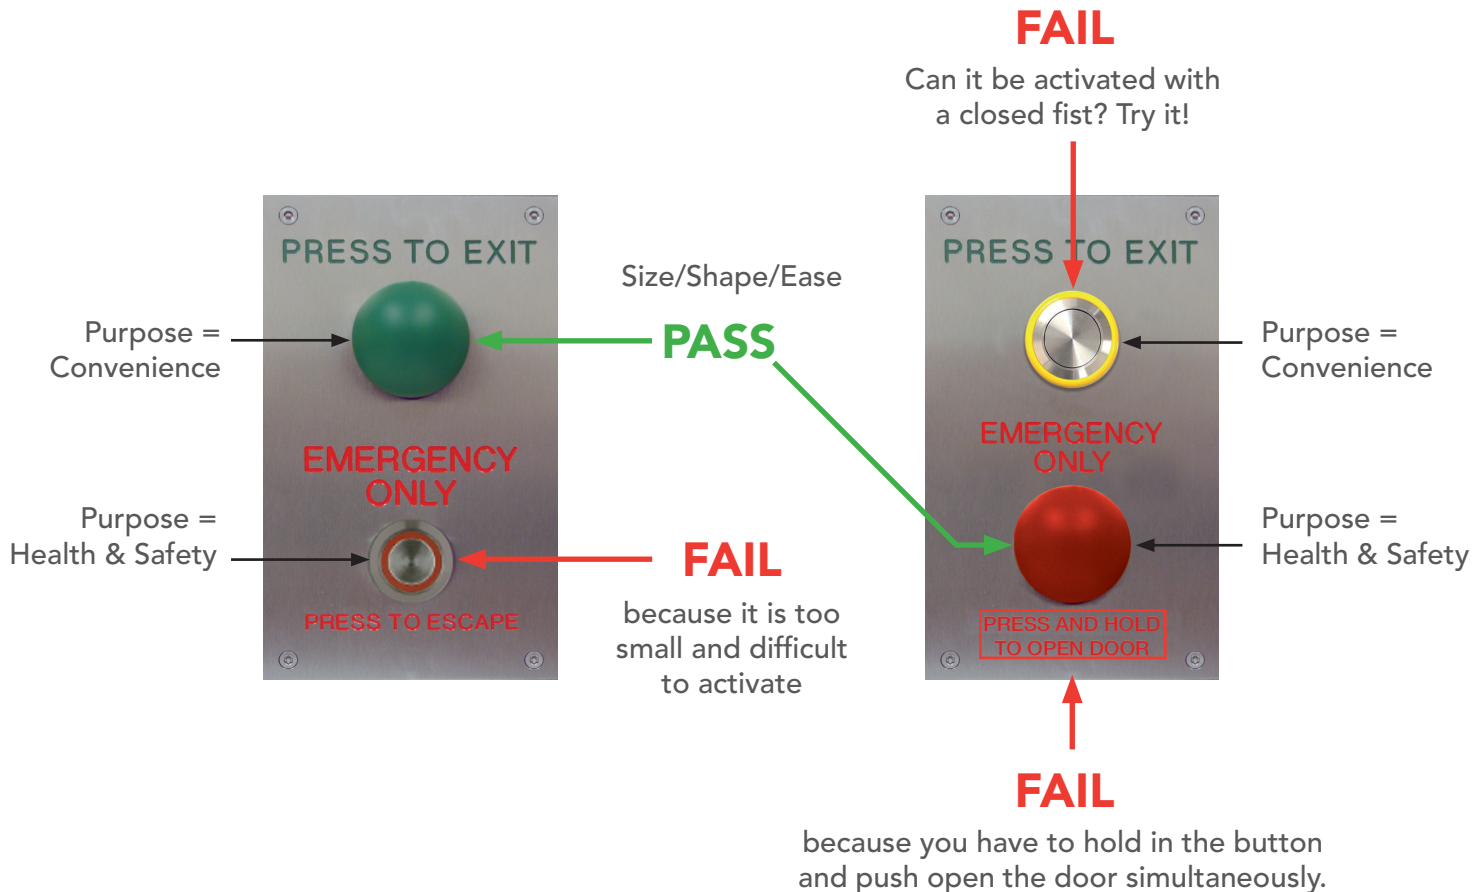 FAIL
Can it be activated with
a closed fist? Try it!
PRESS TO EXIT
Purpose =
Convenience
EMERGENCY
ONLY
Purpose =
Health & Safety
PRESS TO ESCAPE
Size/Shape/Ease
PASS
FAIL
because it is too
small and difficult
to activate
PRESS TO EXIT
Purpose =
Convenience
EMERGENCY
ONLY
Purpose =
Health & Safety
PRESS AND HOLD
TO OPEN DOOR
FAIL
because you have to hold in the button
and push open the door simultaneously.